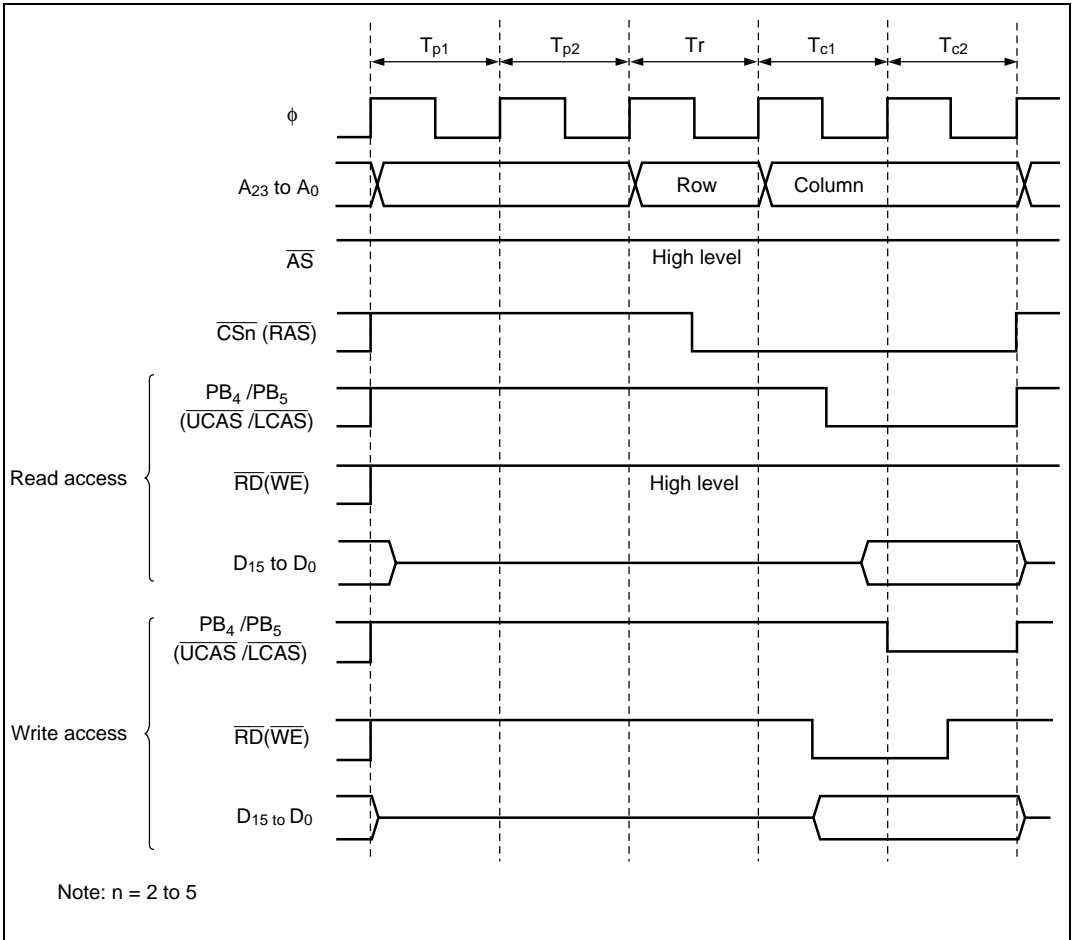 Tp1 Tp2 Tr Tc1 Tc2
ϕ
A23 to A0 Row Column
AS High level
CSn (RAS)
PB4 /PB5
(UCAS /LCAS)
Read access
RD(WE) High level
D15 to D0
PB4 /PB5
(UCAS /LCAS)
Write access
RD(WE)
D15 to D0
Note: n = 2 to 5